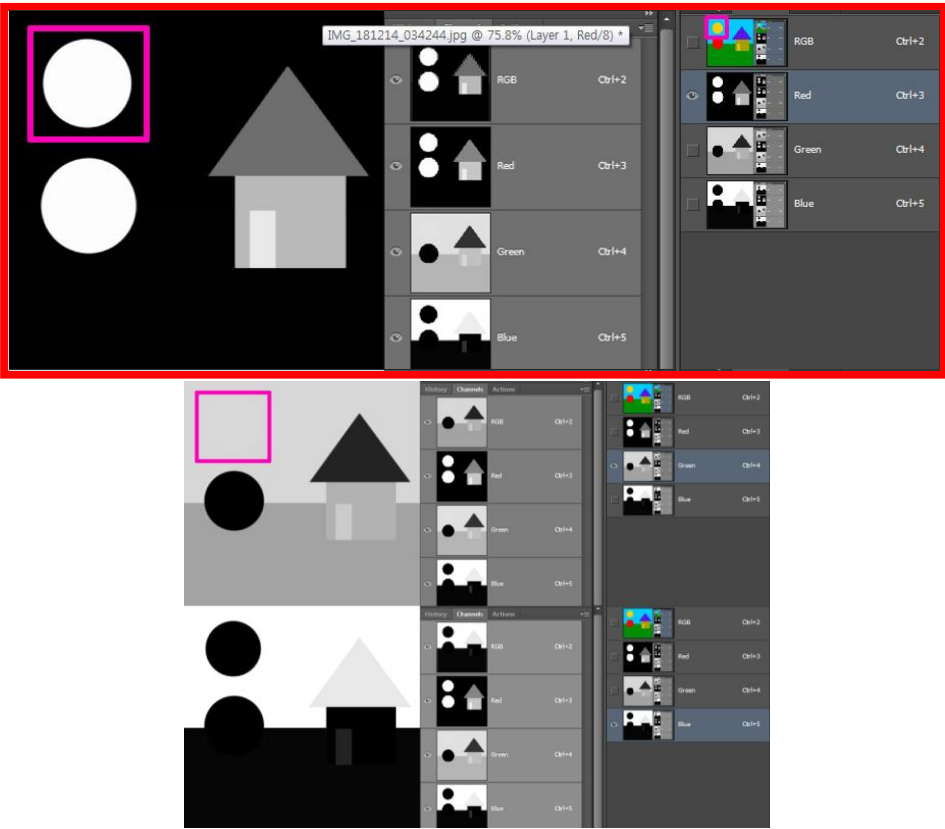 IMG_181214_034244.jpg @ 75.8% (Layer 1, Red/8) *
RGB Ctrl+2
Red Ctrl+3
Green Ctrl+4
Blue Ctrl+5
RGB Ctrl+2
Red Ctrl+3
Green Ctrl+4
Blue Ctrl+5
History Channels Actions
RGB Ctrl+2
Red Ctrl+3
Green Ctrl+4
Blue Ctrl+5
RGB Ctrl+2
Red Ctrl+3
Green Ctrl+4
Blue Ctrl+5
History Channels Actions
RGB Ctrl+2
Red Ctrl+3
Green Ctrl+4
Blue Ctrl+5
RGB Ctrl+2
Red Ctrl+3
Green Ctrl+4
Blue Ctrl+5